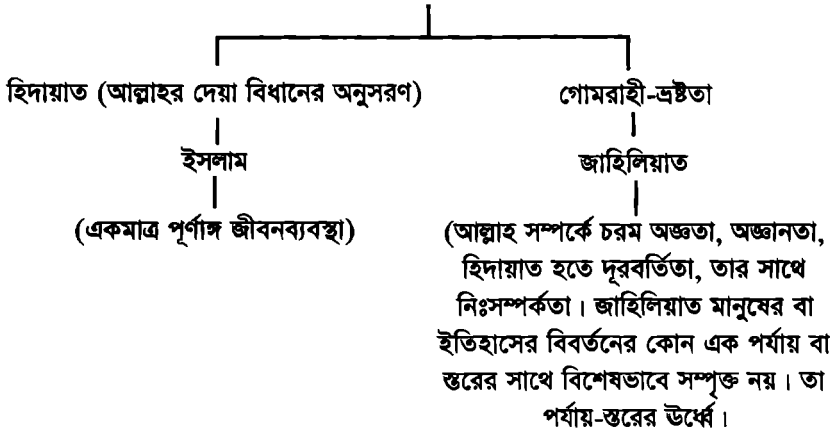 হিদায়াত (আল্লাহর দেয়া বিধানের অনুসরণ)
ইসলাম
(একমাত্র পূর্ণাঙ্গ জীবনব্যবস্থা)
গোমরাহী-ভ্রষ্টতা
জাহিলিয়াত
(আল্লাহ সম্পর্কে চরম অজ্ঞতা, অজ্ঞানতা,
হিদায়াত হতে দূরবর্তিতা, তার সাথে
নিঃসম্পর্কতা। জাহিলিয়াত মানুষের বা
ইতিহাসের বিবর্তনের কোন এক পর্যায় বা
স্তরের সাথে বিশেষভাবে সম্পৃক্ত নয়। তা
পর্যায়-স্তরের ঊর্ধ্বে।